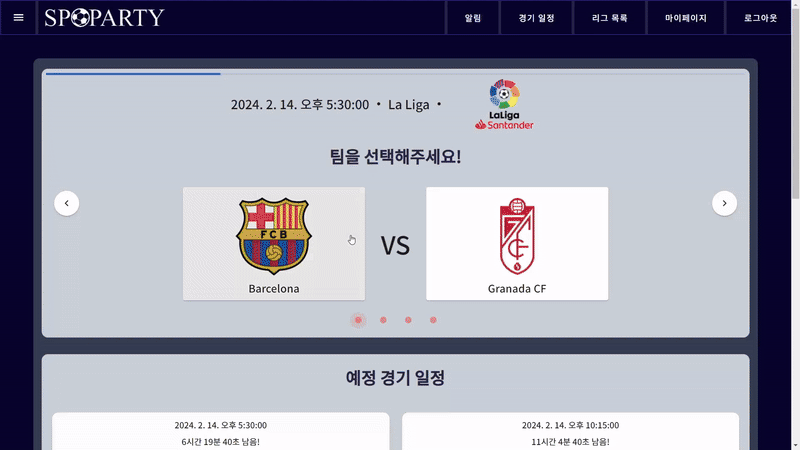 SPOPARTY
알림
경기 일정
리그 목록
마이페이지
로그아웃
2024. 2. 14. 오후 5:30:00 • La Liga •
LaLiga
Santander
팀을 선택해주세요!
FCB
Barcelona
VS
Granada CF
예정 경기 일정
2024. 2. 14. 오후 5:30:00
6시간 19분 40초 남음!
2024. 2. 14. 오후 10:15:00
11시간 4분 40초 남음!